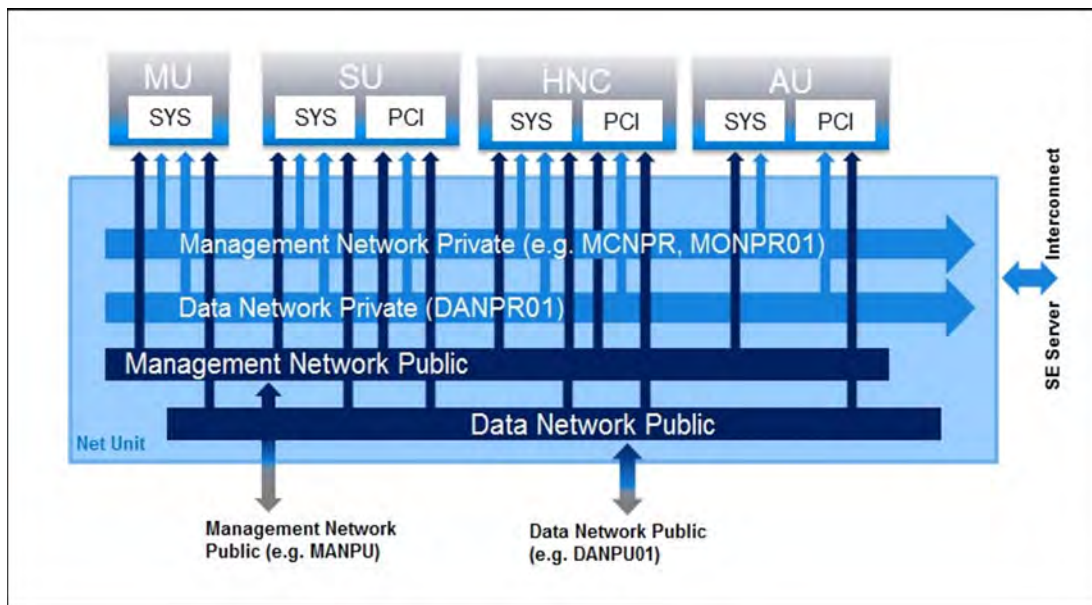 MU
SU
HNC
AU
SYS
SYS
PCI
SYS
PCI
SYS
PCI
Management Network Private (e.g. MCNPR, MONPR01)
Data Network Private (DANPR01)
Management Network Public
Data Network Public
Net Unit
SE Server Interconnect
Management Network
Public (e.g. MANPU)
Data Network Public
(e.g. DANPU01)